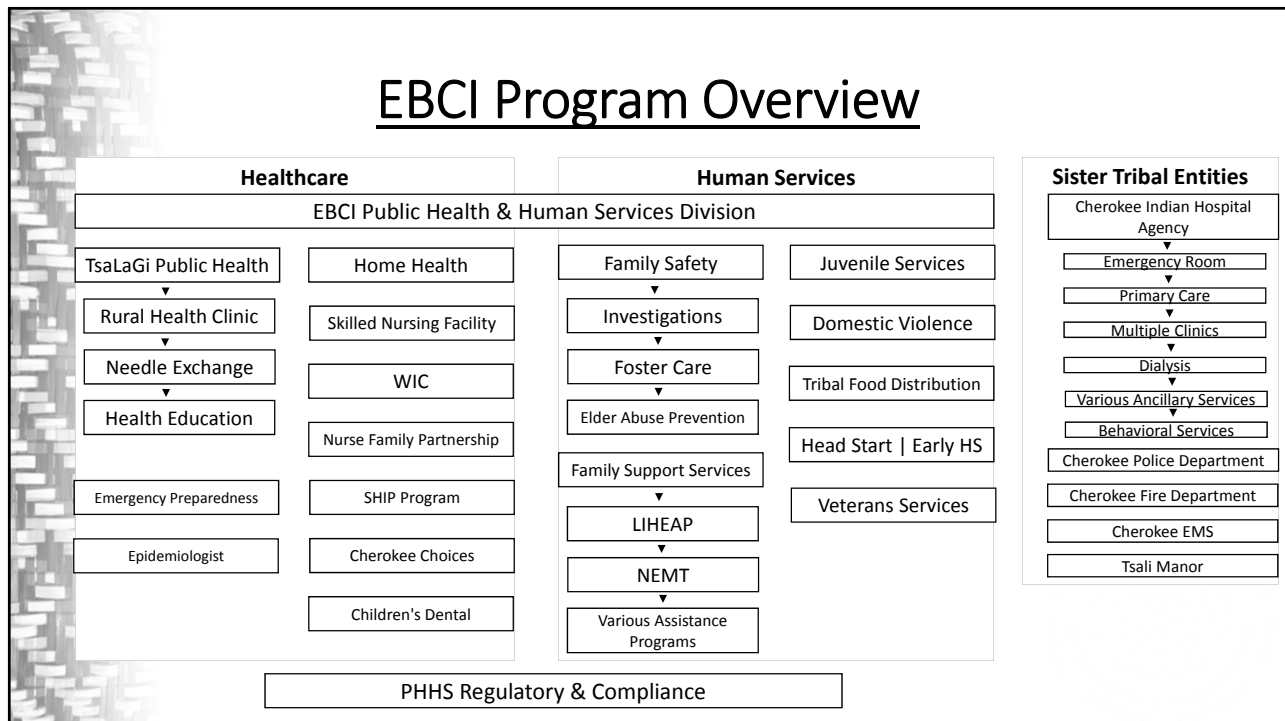 EBCI Program Overview
Healthcare
Human Services
EBCI Public Health & Human Services Division
TsaLaGi Public Health
Rural Health Clinic
Needle Exchange
Health Education
Emergency Preparedness
Epidemiologist
Home Health
Skilled Nursing Facility
WIC
Nurse Family Partnership
SHIP Program
Cherokee Choices
Children's Dental
Family Safety
Investigations
Foster Care
Elder Abuse Prevention
Family Support Services
LIHEAP
NEMT
Various Assistance
Programs
Juvenile Services
Domestic Violence
Tribal Food Distribution
Head Start | Early HS
Veterans Services
Sister Tribal Entities
Cherokee Indian Hospital
Agency
Emergency Room
Primary Care
Multiple Clinics
Dialysis
Various Ancillary Services
Behavioral Services
Cherokee Police Department
Cherokee Fire Department
Cherokee EMS
Tsali Manor
PHHS Regulatory & Compliance